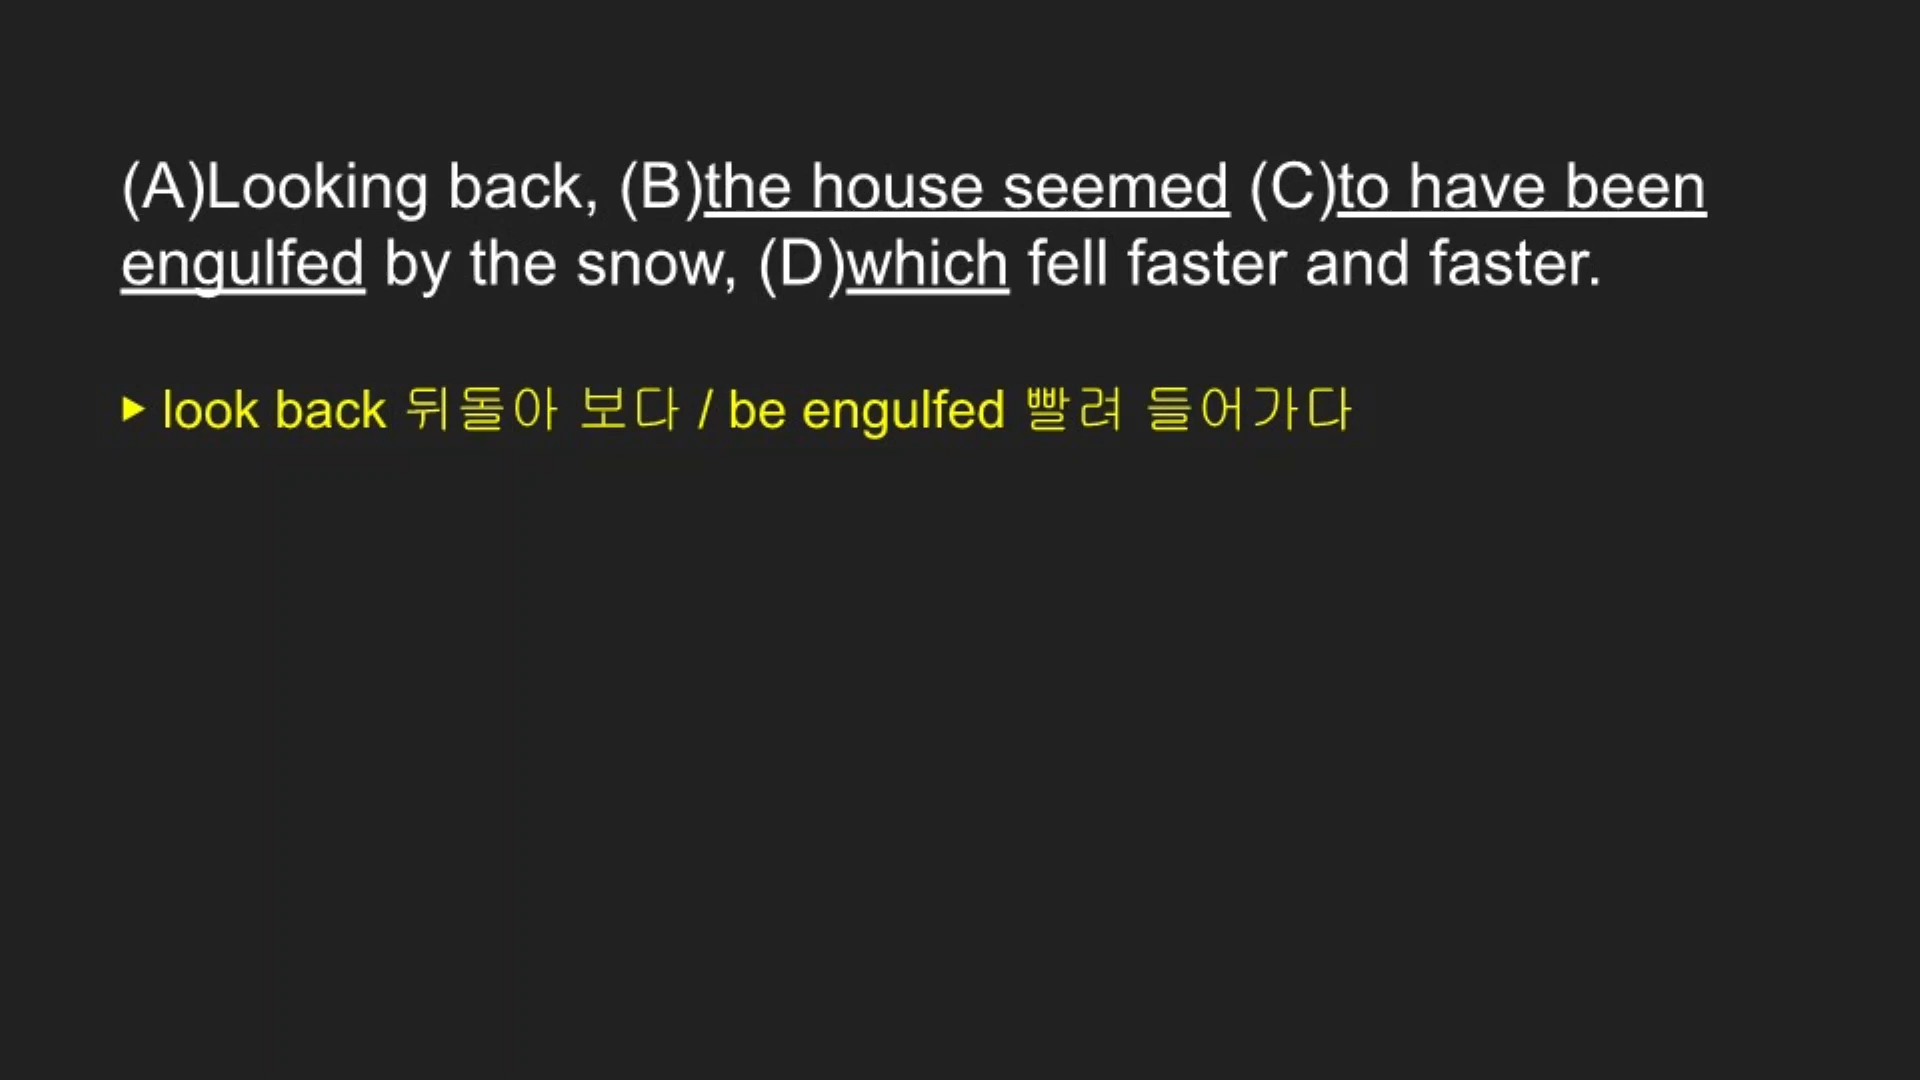 (A)Looking back, (B)the house seemed (C)to have been
engulfed by the snow, (D)which fell faster and faster.
▶ look back 뒤돌아 보다 / be engulfed 빨려 들어가다